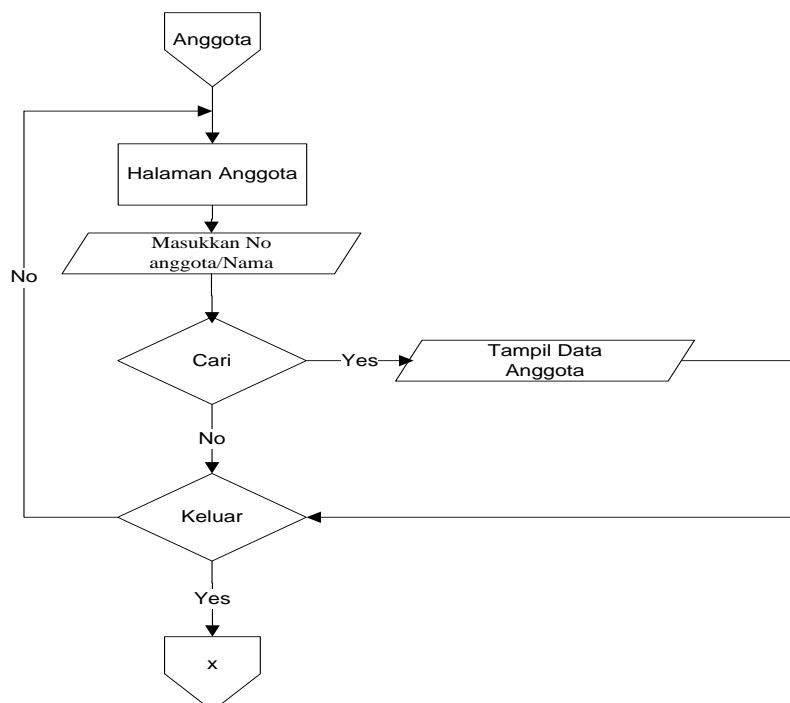 Anggota
Halaman Anggota
Masukkan No
anggota/Nama
No
Cari
Yes
Tampil Data
Anggota
No
Keluar
Yes
x